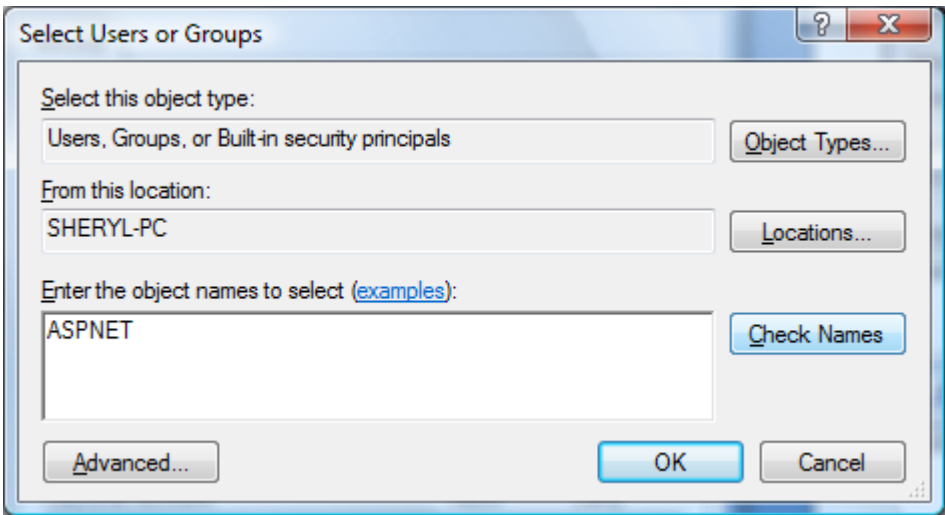 Select Users or Groups
Select this object type:
Users, Groups, or Built-in security principals
Object Types...
From this location:
SHERYL-PC
Locations...
Enter the object names to select (examples):
ASPNET
Check Names
Advanced...
OK
Cancel